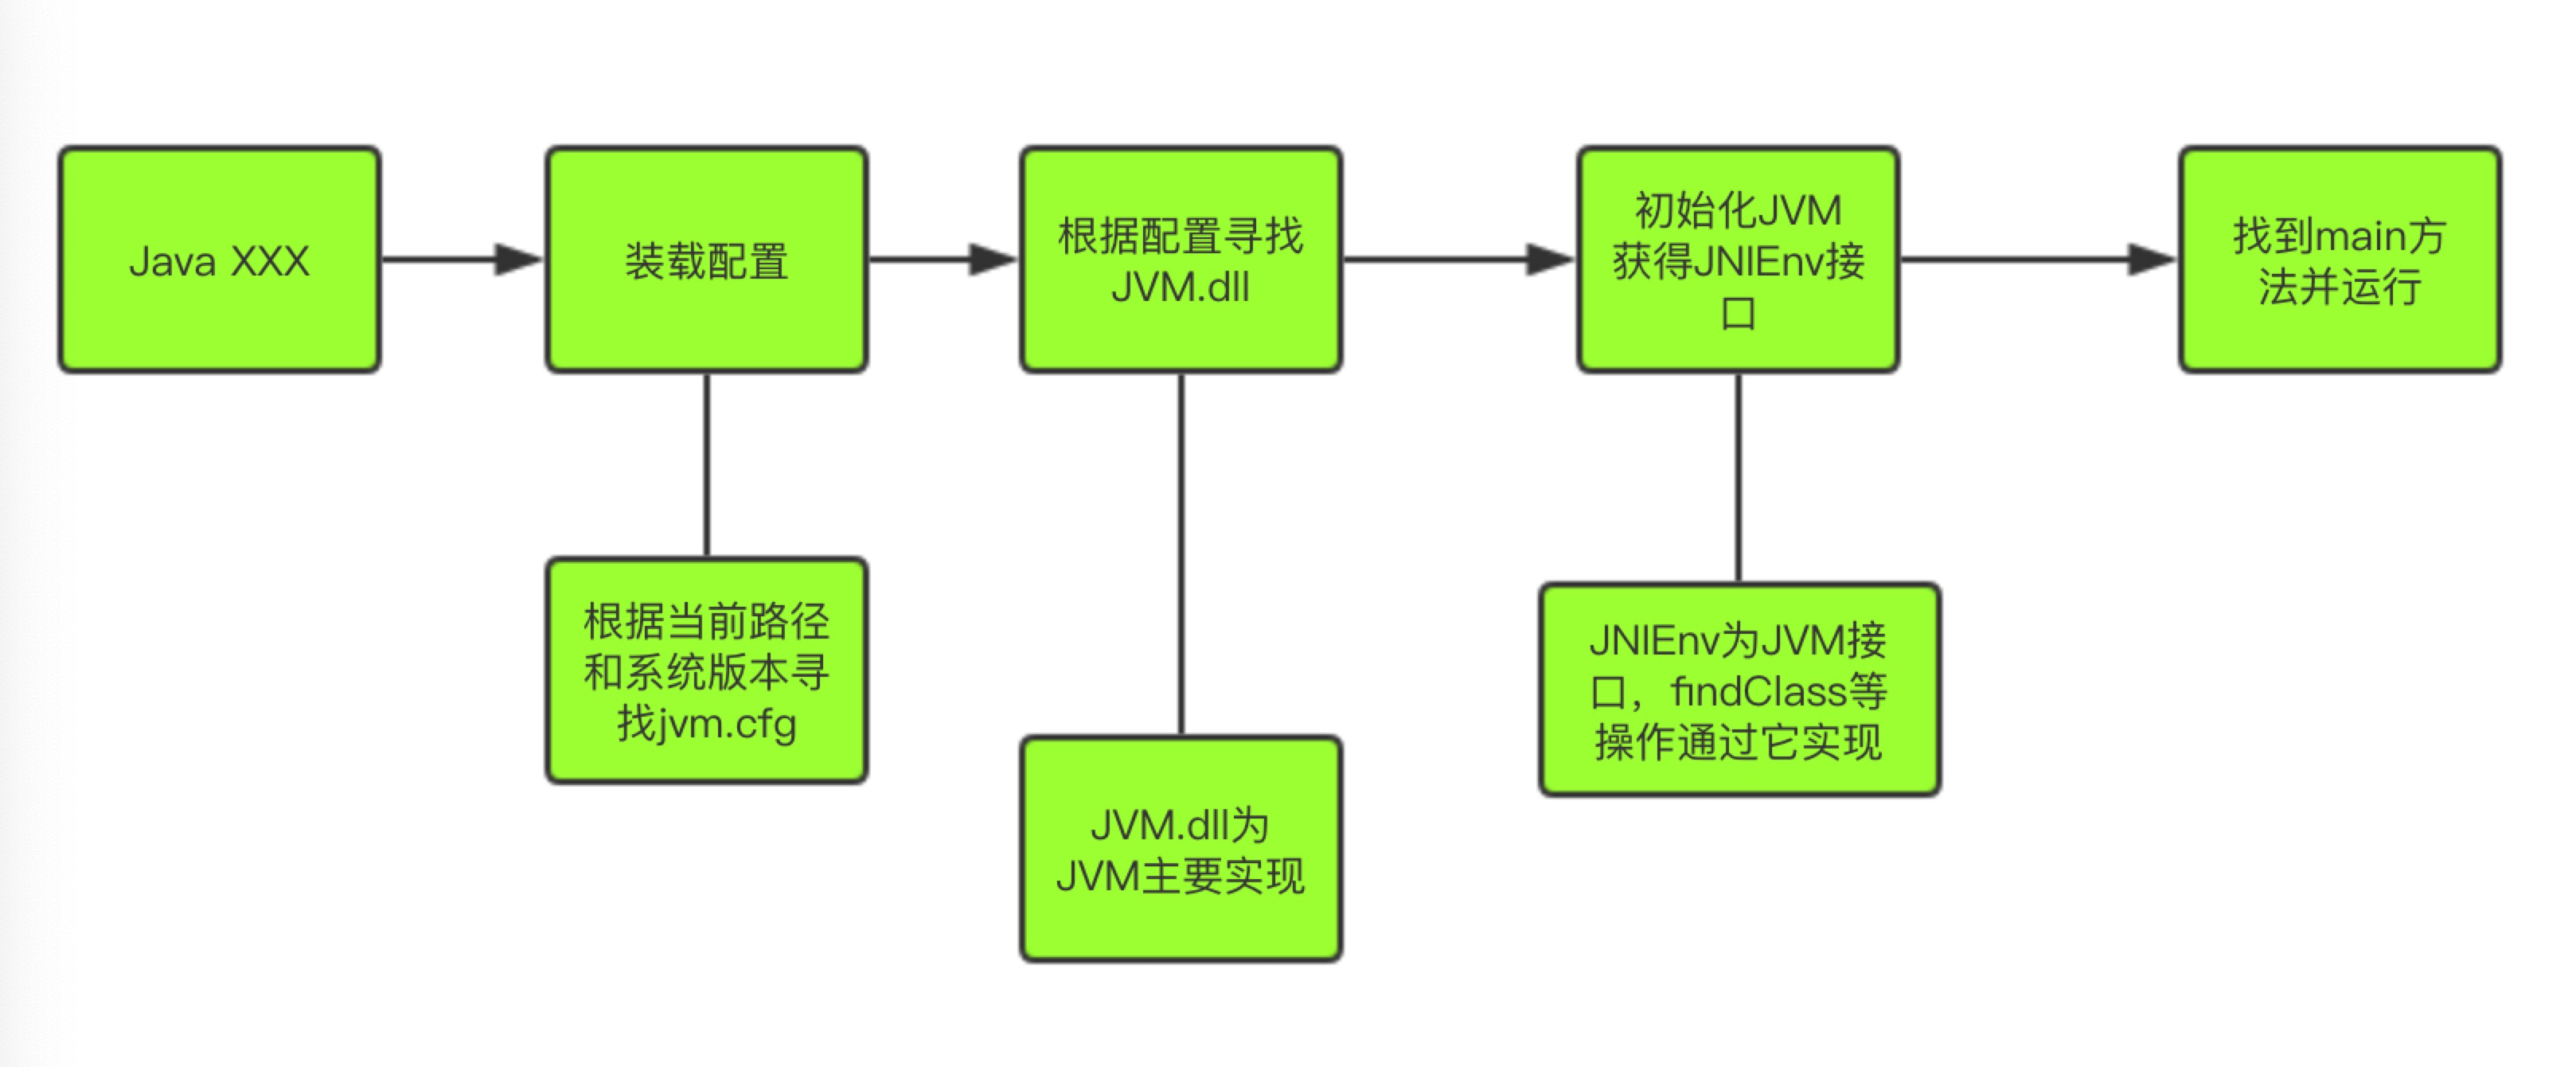 Java XXX
装载配置
根据配置寻找
JVM.dll
初始化JVM
获得JNIEnv接
口
找到main方
法并运行
根据当前路径
和系统版本寻
找jvm.cfg
JVM.dll为
JVM主要实现
JNIEnv为JVM接
口，findClass等
操作通过它实现